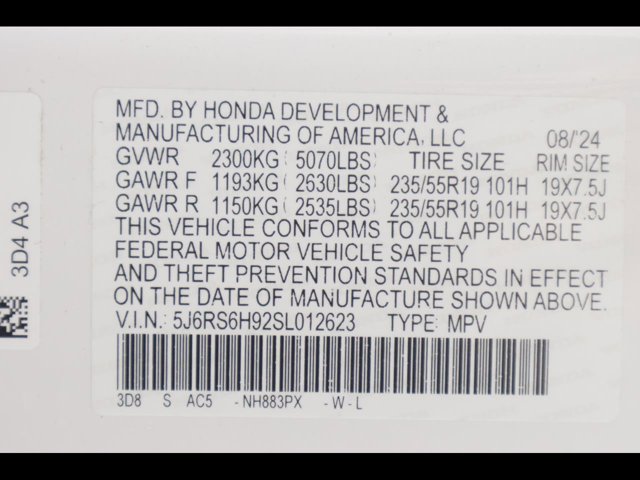 MFD. BY HONDA DEVELOPMENT &
MANUFACTURING OF AMERICA, LLC 08/'24
GVWR 2300KG ( 5070LBS) TIRE SIZE RIM SIZE
GAWR F 1193KG ( 2630LBS) 235/55R19 101H 19X7.5J
GAWR R 1150KG ( 2535LBS) 235/55R19 101H 19X7.5J
THIS VEHICLE CONFORMS TO ALL APPLICABLE
FEDERAL MOTOR VEHICLE SAFETY
AND THEFT PREVENTION STANDARDS IN EFFECT
ON THE DATE OF MANUFACTURE SHOWN ABOVE.
V.I.N.: 5J6RS6H92SL012623 TYPE: MPV
3D8 S AC5 -NH883PX -W-L
3D4 A3